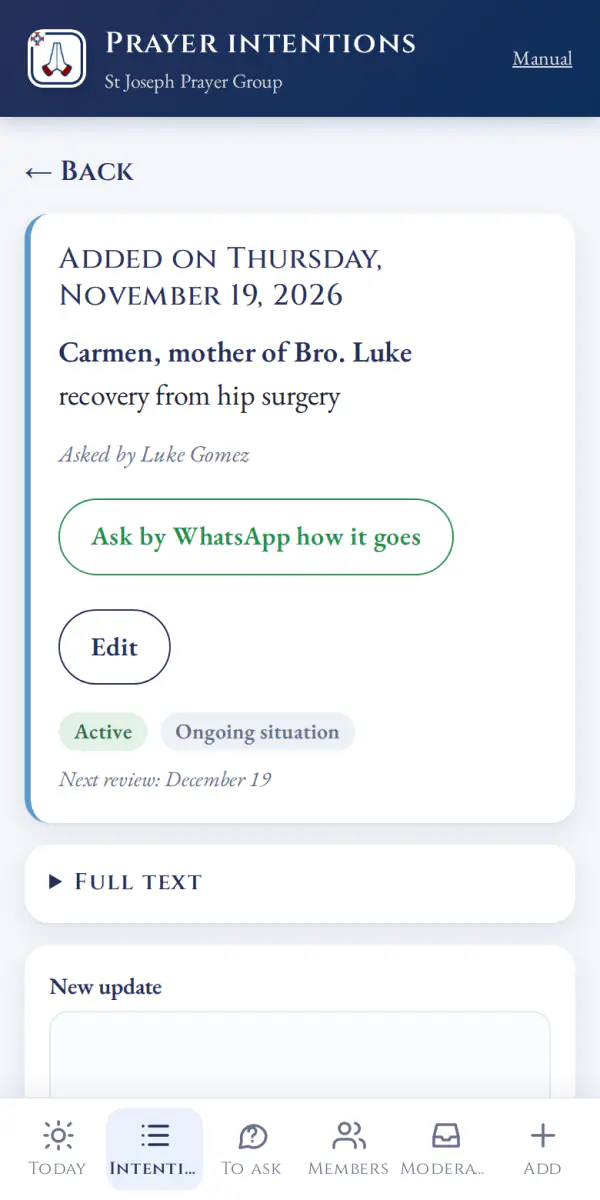 Prayer intentions
St Joseph Prayer Group
Manual
← Back
Added on Thursday,
November 19, 2026
Carmen, mother of Bro. Luke
recovery from hip surgery
Asked by Luke Gomez
Ask by WhatsApp how it goes
Edit
Active
Ongoing situation
Next review: December 19
Full text
New update
Today
Intenti...
To ask
Members
Modera...
Add